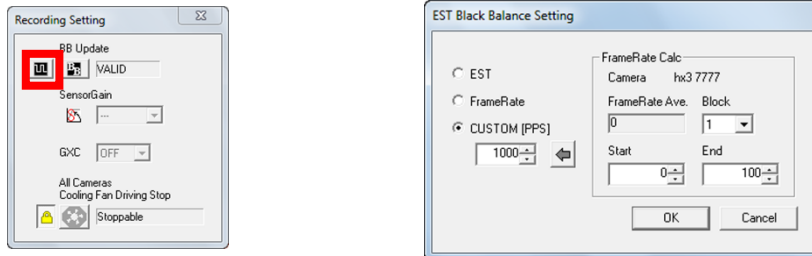 Recording Setting
BB Update
VALID
SensorGain
---
GXC OFF
All Cameras
Cooling Fan Driving Stop
Stoppable
EST Black Balance Setting
EST
FrameRate
CUSTOM [PPS]
1000
FrameRate Calc
Camera hx3 7777
FrameRate Ave. Block
0 1
Start End
0 100
OK Cancel